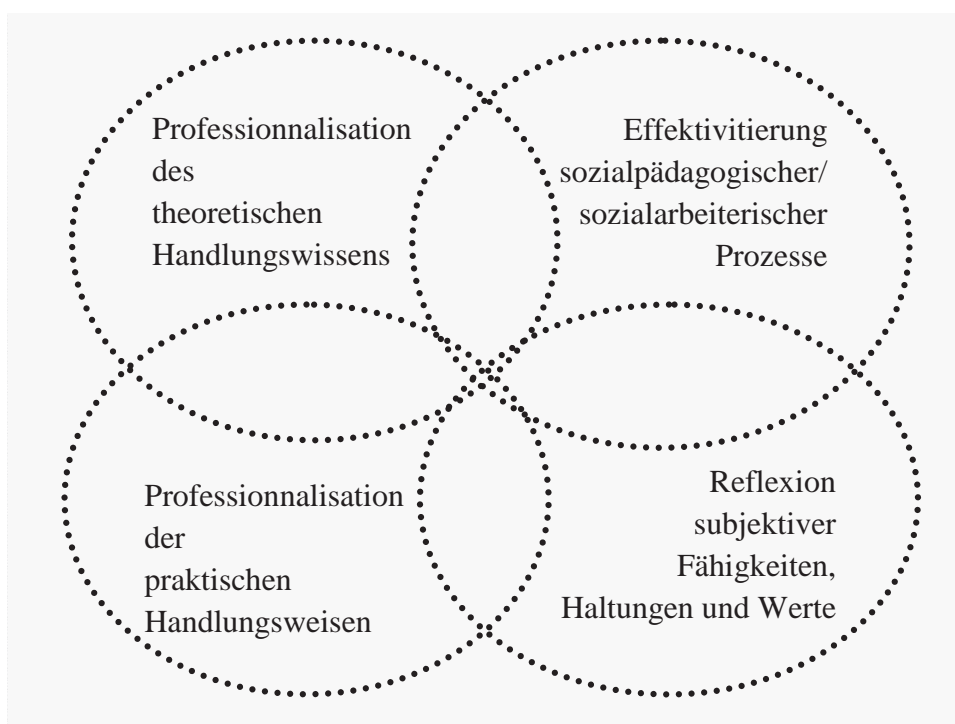 Professionnalisation
des
theoretischen
Handlungswissens
Effektivitierung
sozialpädagogischer/
sozialarbeiterischer
Prozesse
Professionnalisation
der
praktischen
Handlungsweisen
Reflexion
subjektiver
Fähigkeiten,
Haltungen und Werte